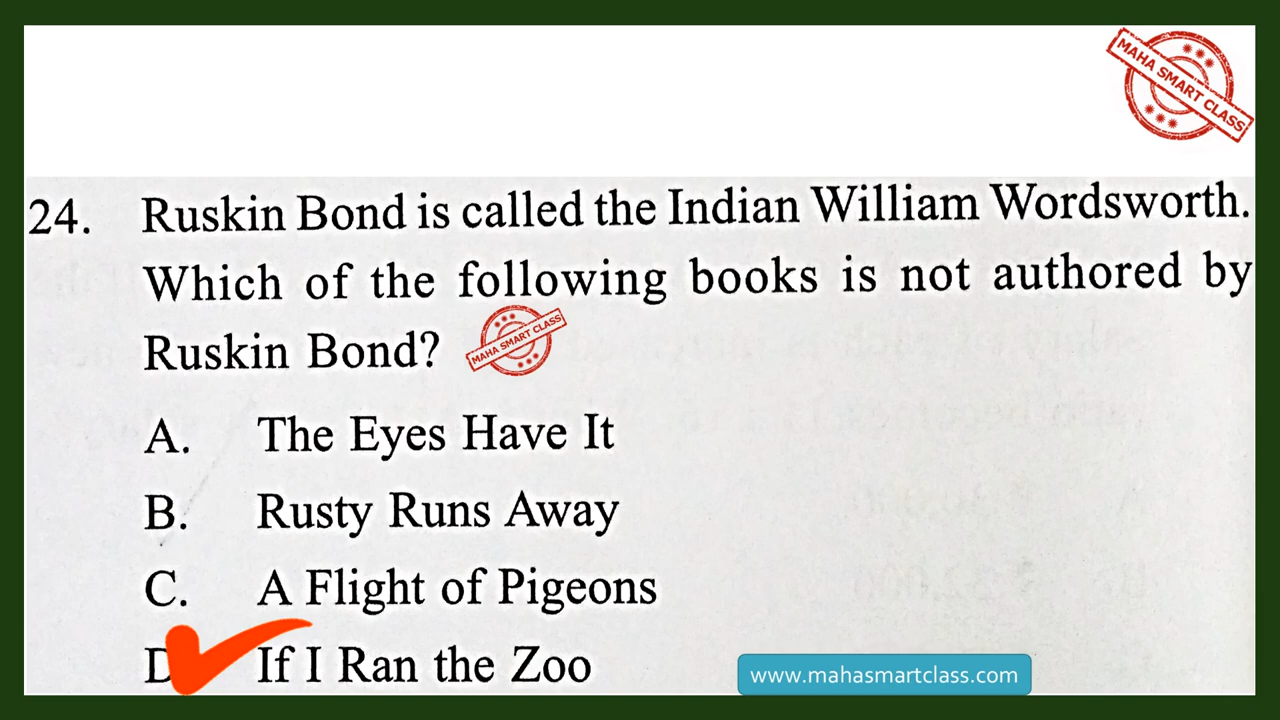 MAHA SMART CLASS
24. Ruskin Bond is called the Indian William Wordsworth.
Which of the following books is not authored by
Ruskin Bond?
MAHA SMART CLASS
A. The Eyes Have It
B. Rusty Runs Away
C. A Flight of Pigeons
D If I Ran the Zoo
www.mahasmartclass.com